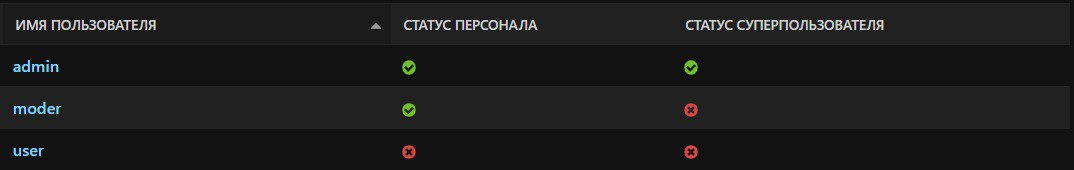 ИМЯ ПОЛЬЗОВАТЕЛЯ СТАТУС ПЕРСОНАЛА СТАТУС СУПЕРПОЛЬЗОВАТЕЛЯ
admin
moder
user